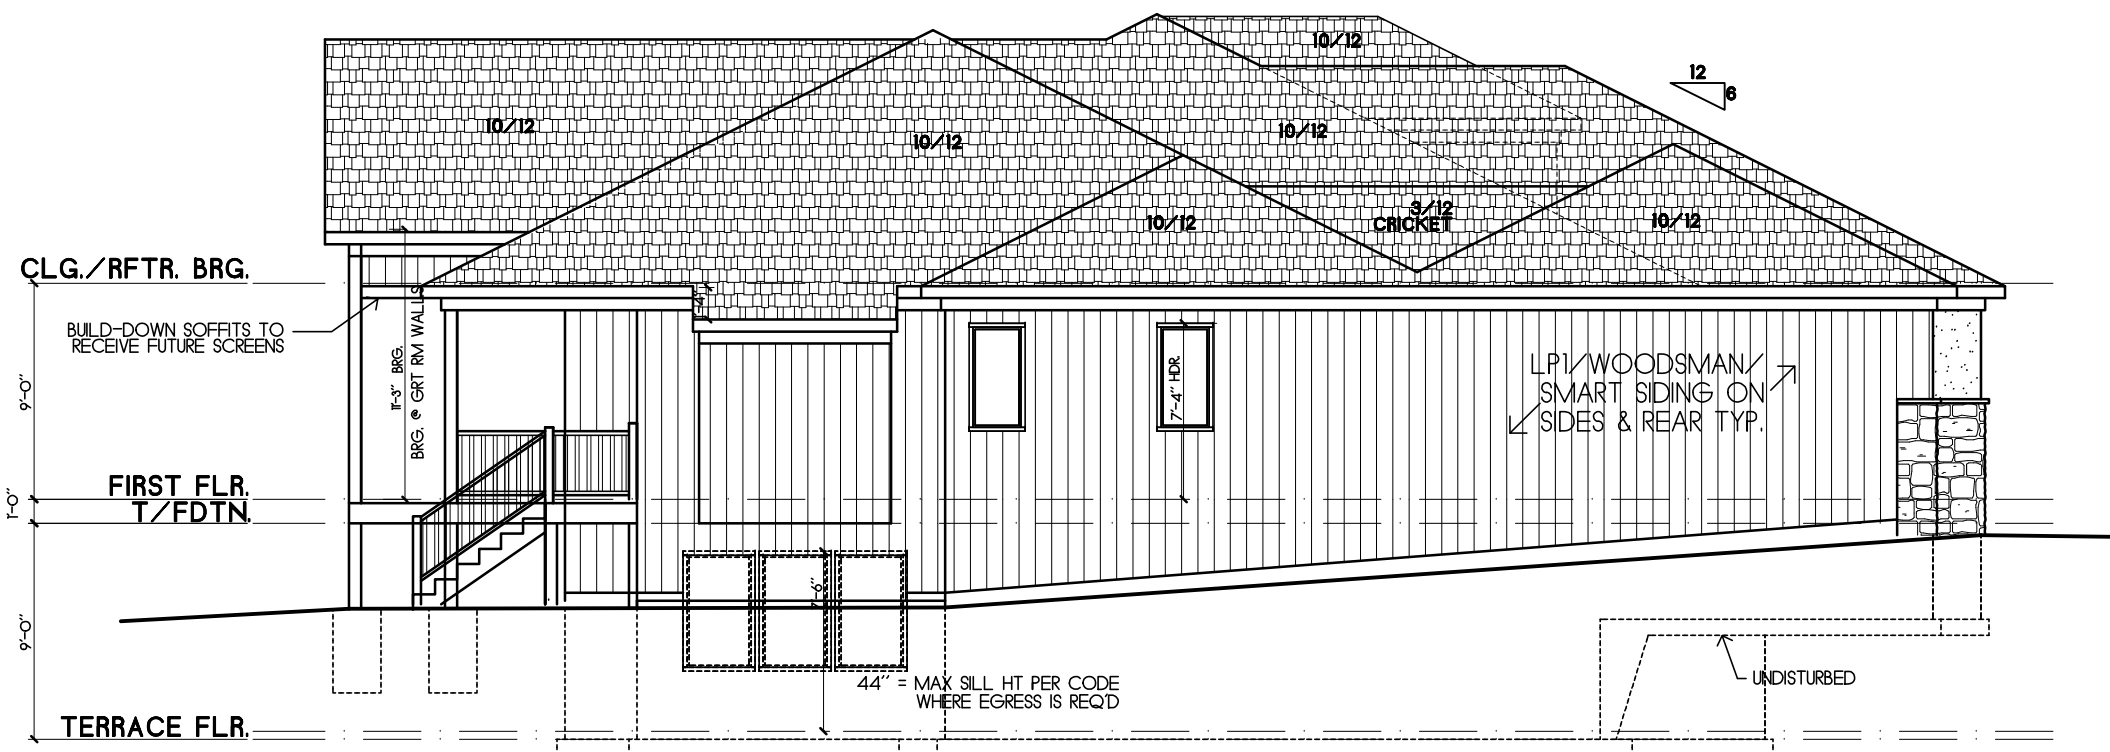 10/12
12
6
10/12
10/12
10/12
3/12
CRICKET
10/12
10/12
CLG./RFTR. BRG.
BUILD-DOWN SOFFITS TO
RECEIVE FUTURE SCREENS
11'-3" BRG.
BRG. @ GRT RM WALLS
9'-0"
7'-4" HDR.
LP1/WOODSMAN/
SMART SIDING ON
SIDES & REAR TYP.
FIRST FLR.
T/FDTN.
1'-0"
9'-0"
7'-6"
44" = MAX SILL HT PER CODE
WHERE EGRESS IS REQ'D
UNDISTURBED
TERRACE FLR.